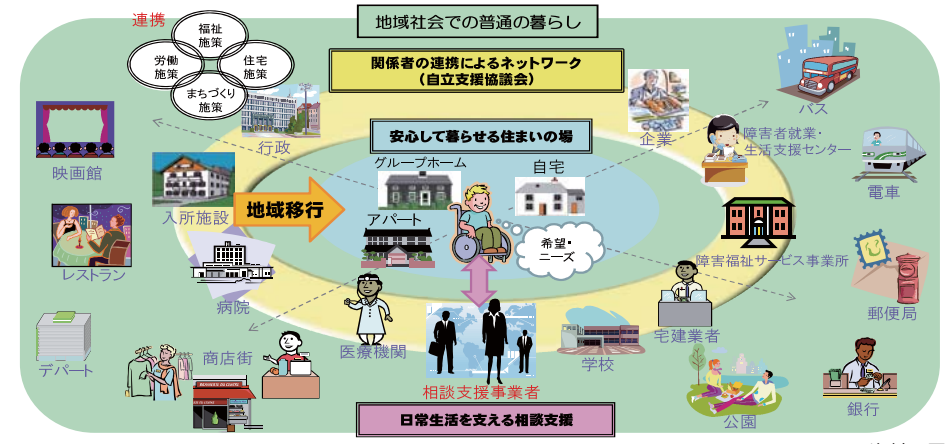 地域社会での普通の暮らし
連携
福祉
施策
労働
施策
住宅
施策
まちづくり
施策
関係者の連携によるネットワーク
(自立支援協議会)
安心して暮らせる住まいの場
行政
企業
バス
障害者就業・
生活支援センター
電車
映画館
入所施設
地域移行
グループホーム
自宅
アパート
希望・
ニーズ
障害福祉サービス事業所
レストラン
病院
郵便局
デパート
商店街
医療機関
相談支援事業者
学校
宅建業者
公園
銀行
日常生活を支える相談支援